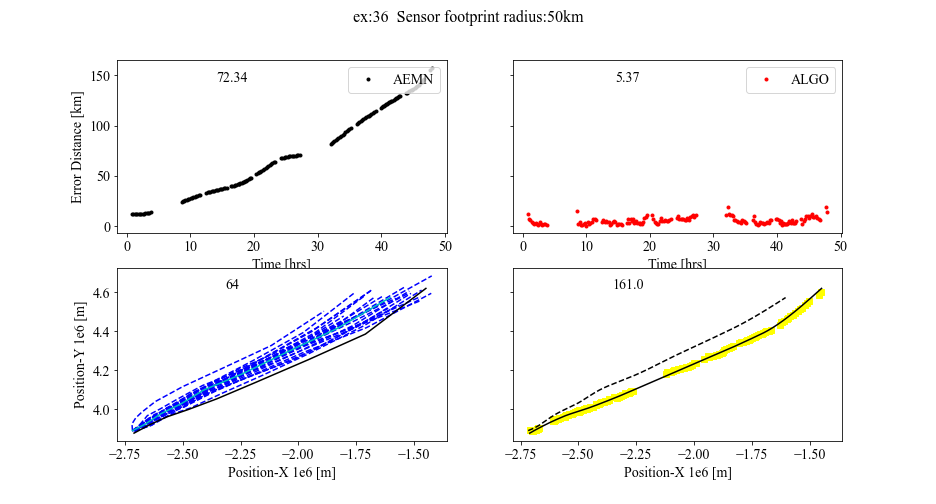 ex:36  Sensor footprint radius:50km
72.34
AEMN
5.37
ALGO
150
100
50
0
Error Distance [km]
0 10 20 30 40 50
0 10 20 30 40 50
Time [hrs]
Time [hrs]
64
161.0
4.6
4.4
4.2
4.0
Position-Y 1e6 [m]
−2.75 −2.50 −2.25 −2.00 −1.75 −1.50
−2.75 −2.50 −2.25 −2.00 −1.75 −1.50
Position-X 1e6 [m]
Position-X 1e6 [m]